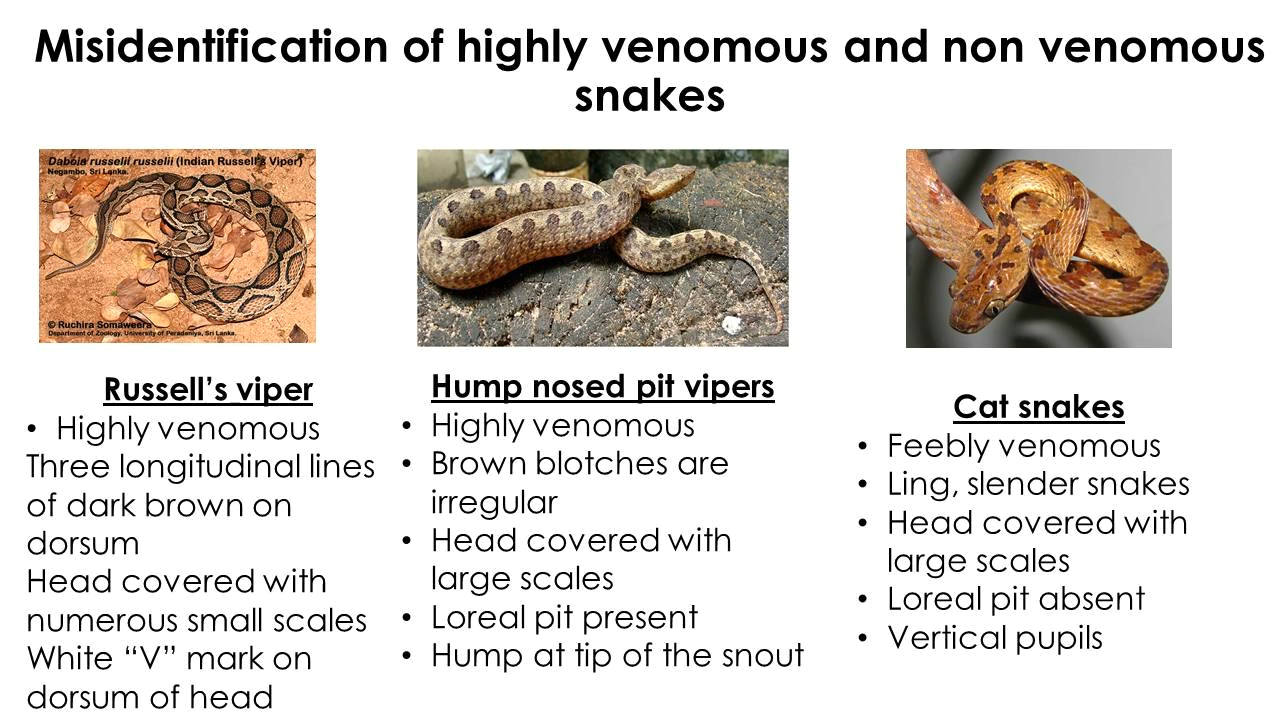 Misidentification of highly venomous and non venomous
snakes
Daboia russelii russelii (Indian Russell's Viper)
Negambo, Sri Lanka.
© Ruchira Somaweera
Department of Zoology, University of Peradeniya, Sri Lanka.
Russell’s viper
• Highly venomous
Three longitudinal lines
of dark brown on
dorsum
Head covered with
numerous small scales
White “V” mark on
dorsum of head
Hump nosed pit vipers
• Highly venomous
• Brown blotches are
irregular
• Head covered with
large scales
• Loreal pit present
• Hump at tip of the snout
Cat snakes
• Feebly venomous
• Ling, slender snakes
• Head covered with
large scales
• Loreal pit absent
• Vertical pupils